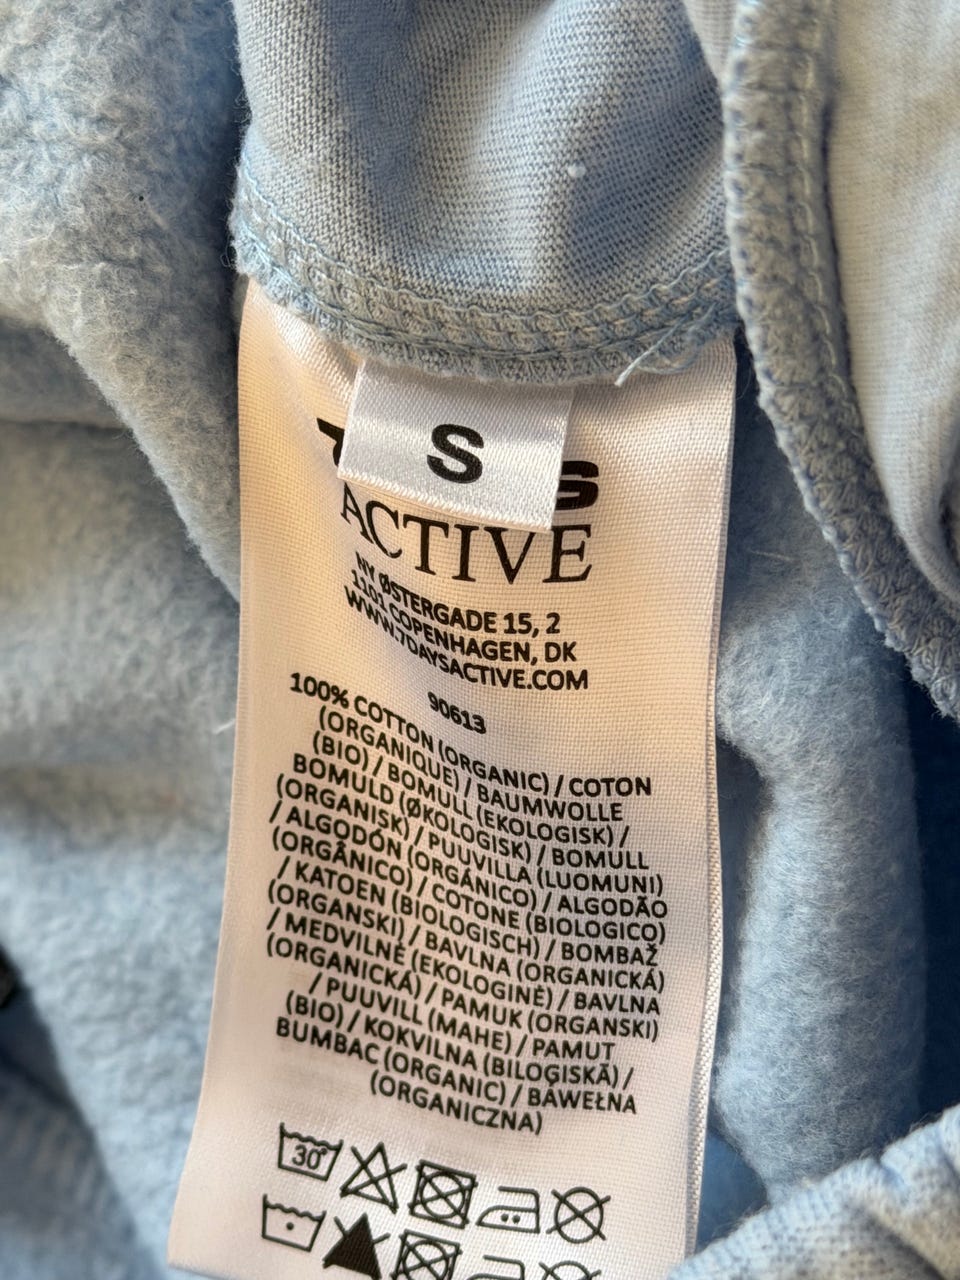 S
ACTIVE
NY ØSTERGADE 15, 2
1101 COPENHAGEN, DK
WWW.7DAYSACTIVE.COM
90613
100% COTTON (ORGANIC) / COTON
(ORGANIQUE) / BAUMWOLLE
(BIO) / BOMULL (EKOLOGISK) /
BOMULD (ØKOLOGISK) / BOMULL
(ORGANISK) / PUUVILLA (LUOMUNI)
/ ALGODÓN (ORGÁNICO) / ALGODÃO
(ORGÂNICO) / COTONE (BIOLOGICO)
/ KATOEN (BIOLOGISCH) / BOMBAŽ
(ORGANSKI) / BAVLNA (ORGANICKÁ)
/ MEDVILNĖ (EKOLOGINĖ) / BAVLNA
(ORGANICKÁ) / PAMUK (ORGANSKI)
/ PUUVILL (MAHE) / PAMUT
(BIO) / KOKVILNA (BILOĢISKĀ) /
BUMBAC (ORGANIC) / BAWEŁNA
(ORGANICZNA)
30°